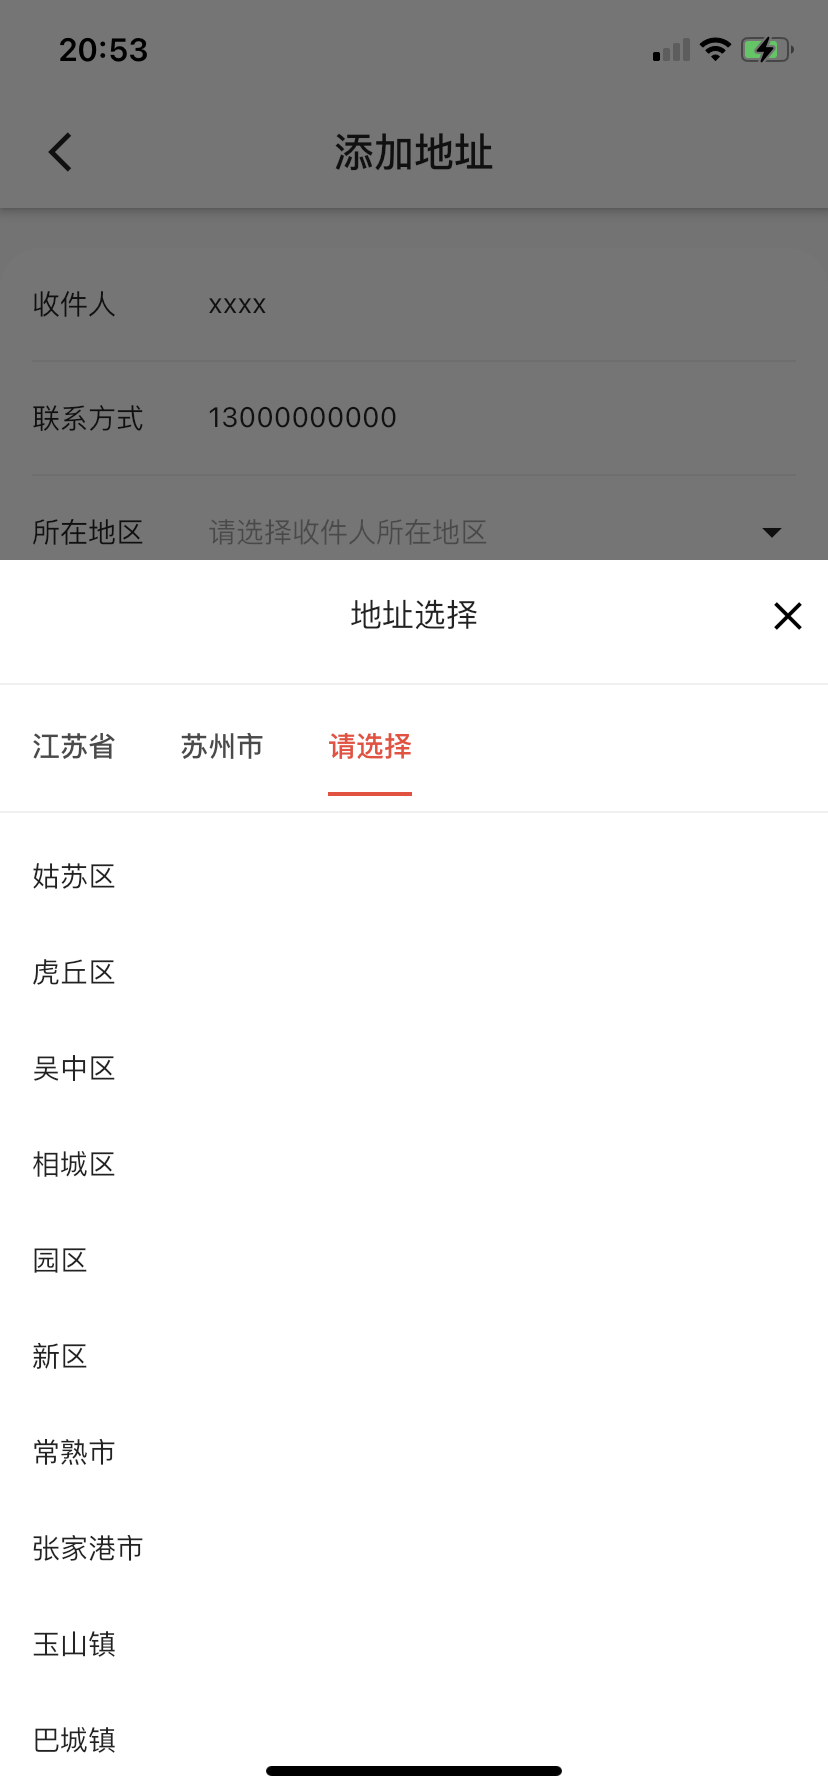 20:53
添加地址
收件人 xxxx
联系方式 13000000000
所在地区 请选择收件人所在地区
地址选择
江苏省 苏州市 请选择
姑苏区
虎丘区
吴中区
相城区
园区
新区
常熟市
张家港市
玉山镇
巴城镇